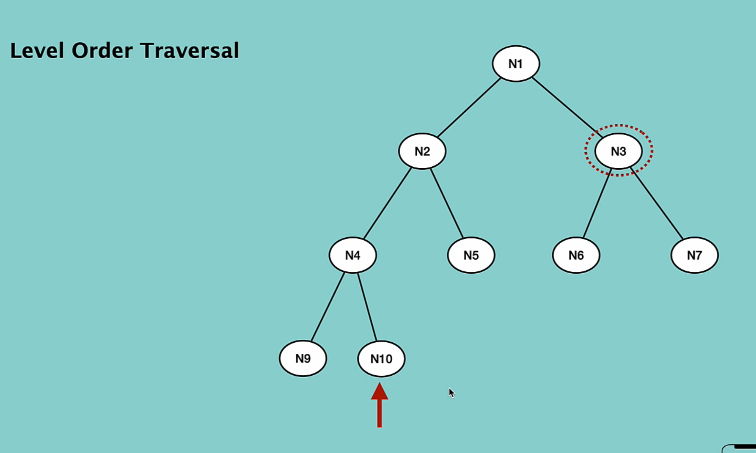 Level Order Traversal
N1
N2
N3
N4
N5
N6
N7
N9
N10